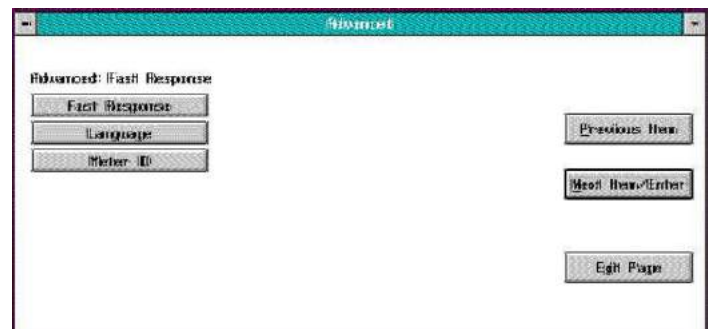 Advanced
Advanced: Fast Response
Fast Response
Language
Meter ID
Previous Item
Next Item/Enter
Exit Page